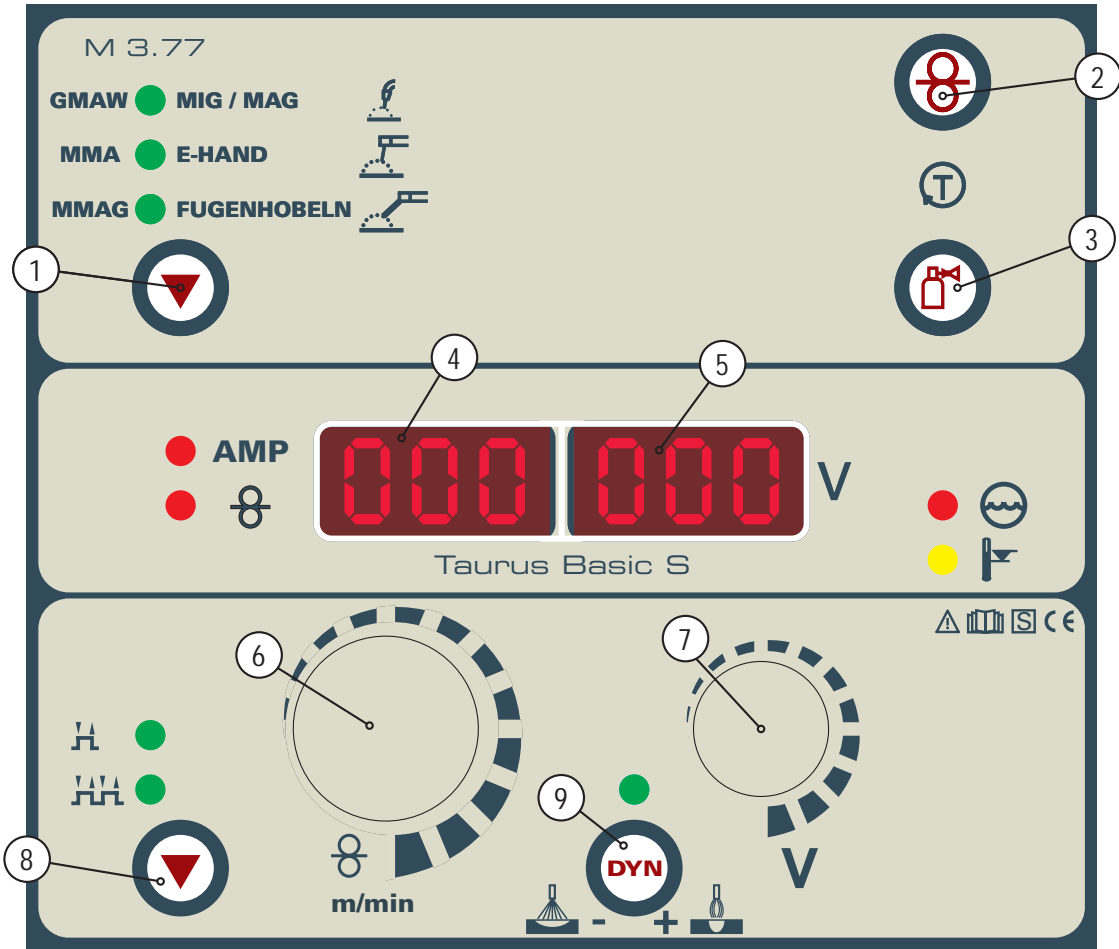 M 3.77
GMAW MIG / MAG
MMA E-HAND
MMAG FUGENHOBELN
T
1
2
3
4
5
AMP
000 000 V
Taurus Basic S
S CE
6
7
8
9
m/min
DYN
- +
V